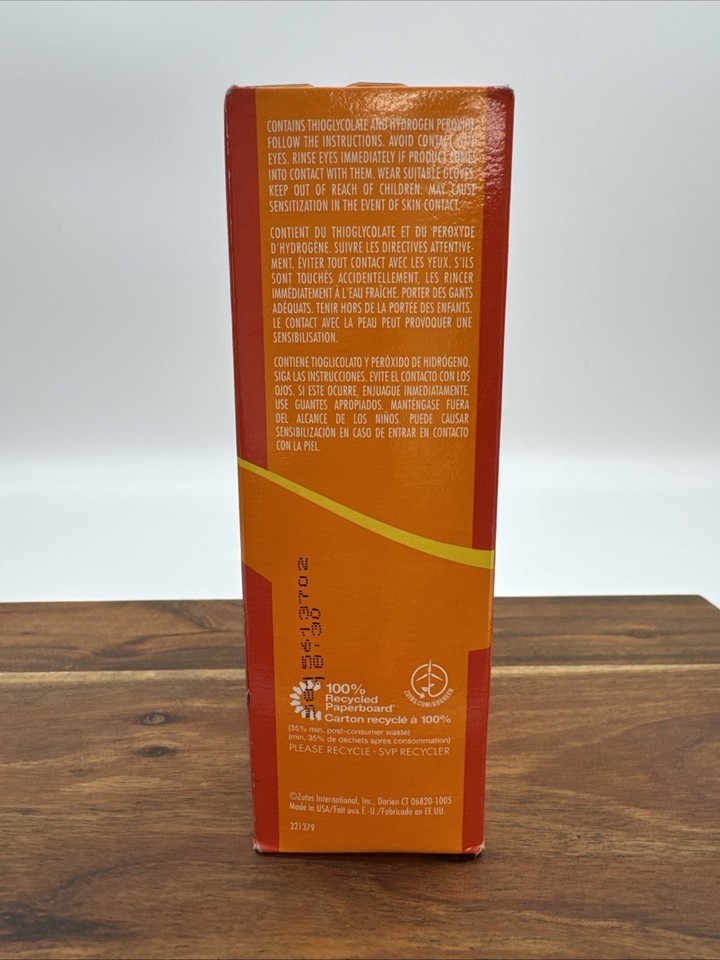 CONTAINS THIOGLYCOLATE AND HYDROGEN PEROXIDE.
FOLLOW THE INSTRUCTIONS. AVOID CONTACT WITH
EYES. RINSE EYES IMMEDIATELY IF PRODUCT COMES
INTO CONTACT WITH THEM. WEAR SUITABLE GLOVES.
KEEP OUT OF REACH OF CHILDREN. MAY CAUSE
SENSITIZATION IN THE EVENT OF SKIN CONTACT.
CONTIENT DU THIOGLYCOLATE ET DU PEROXYDE
D'HYDROGÈNE. SUIVRE LES DIRECTIVES ATTENTIVE-
MENT. ÉVITER TOUT CONTACT AVEC LES YEUX. S'ILS
SONT TOUCHÉS ACCIDENTELLEMENT, LES RINCER
IMMÉDIATEMENT À L'EAU FRAÎCHE. PORTER DES GANTS
ADÉQUATS. TENIR HORS DE LA PORTÉE DES ENFANTS.
LE CONTACT AVEC LA PEAU PEUT PROVOQUER UNE
SENSIBILISATION.
CONTIENE TIOGLICOLATO Y PERÓXIDO DE HIDRÓGENO.
SIGA LAS INSTRUCCIONES. EVITE EL CONTACTO CON LOS
OJOS. SI ESTE OCURRE, ENJUAGUE INMEDIATAMENTE.
USE GUANTES APROPIADOS. MANTÉNGASE FUERA
DEL ALCANCE DE LOS NIÑOS. PUEDE CAUSAR
SENSIBILIZACIÓN EN CASO DE ENTRAR EN CONTACTO
CON LA PIEL.
100%
Recycled
Paperboard™
Carton recyclé à 100%
(35% min. post-consumer waste)
(min. 35% de déchets après consommation)
PLEASE RECYCLE - SVP RECYCLER
ZOTOS.COM/GOGREEN
©Zotos International, Inc., Darien CT 06820-1005
Made in USA/Fait aux É.-U./Fabricado en EE.UU.
321379